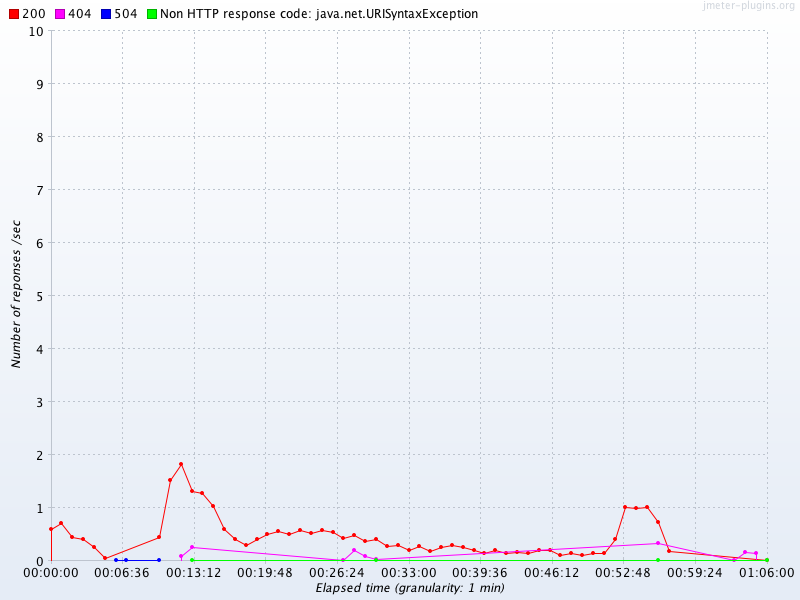 200 404 504 Non HTTP response code: java.net.URISyntaxException
jmeter-plugins.org
10
9
8
7
6
5
4
3
2
1
0
Number of reponses /sec
00:00:00 00:06:36 00:13:12 00:19:48 00:26:24 00:33:00 00:39:36 00:46:12 00:52:48 00:59:24 01:06:00
Elapsed time (granularity: 1 min)